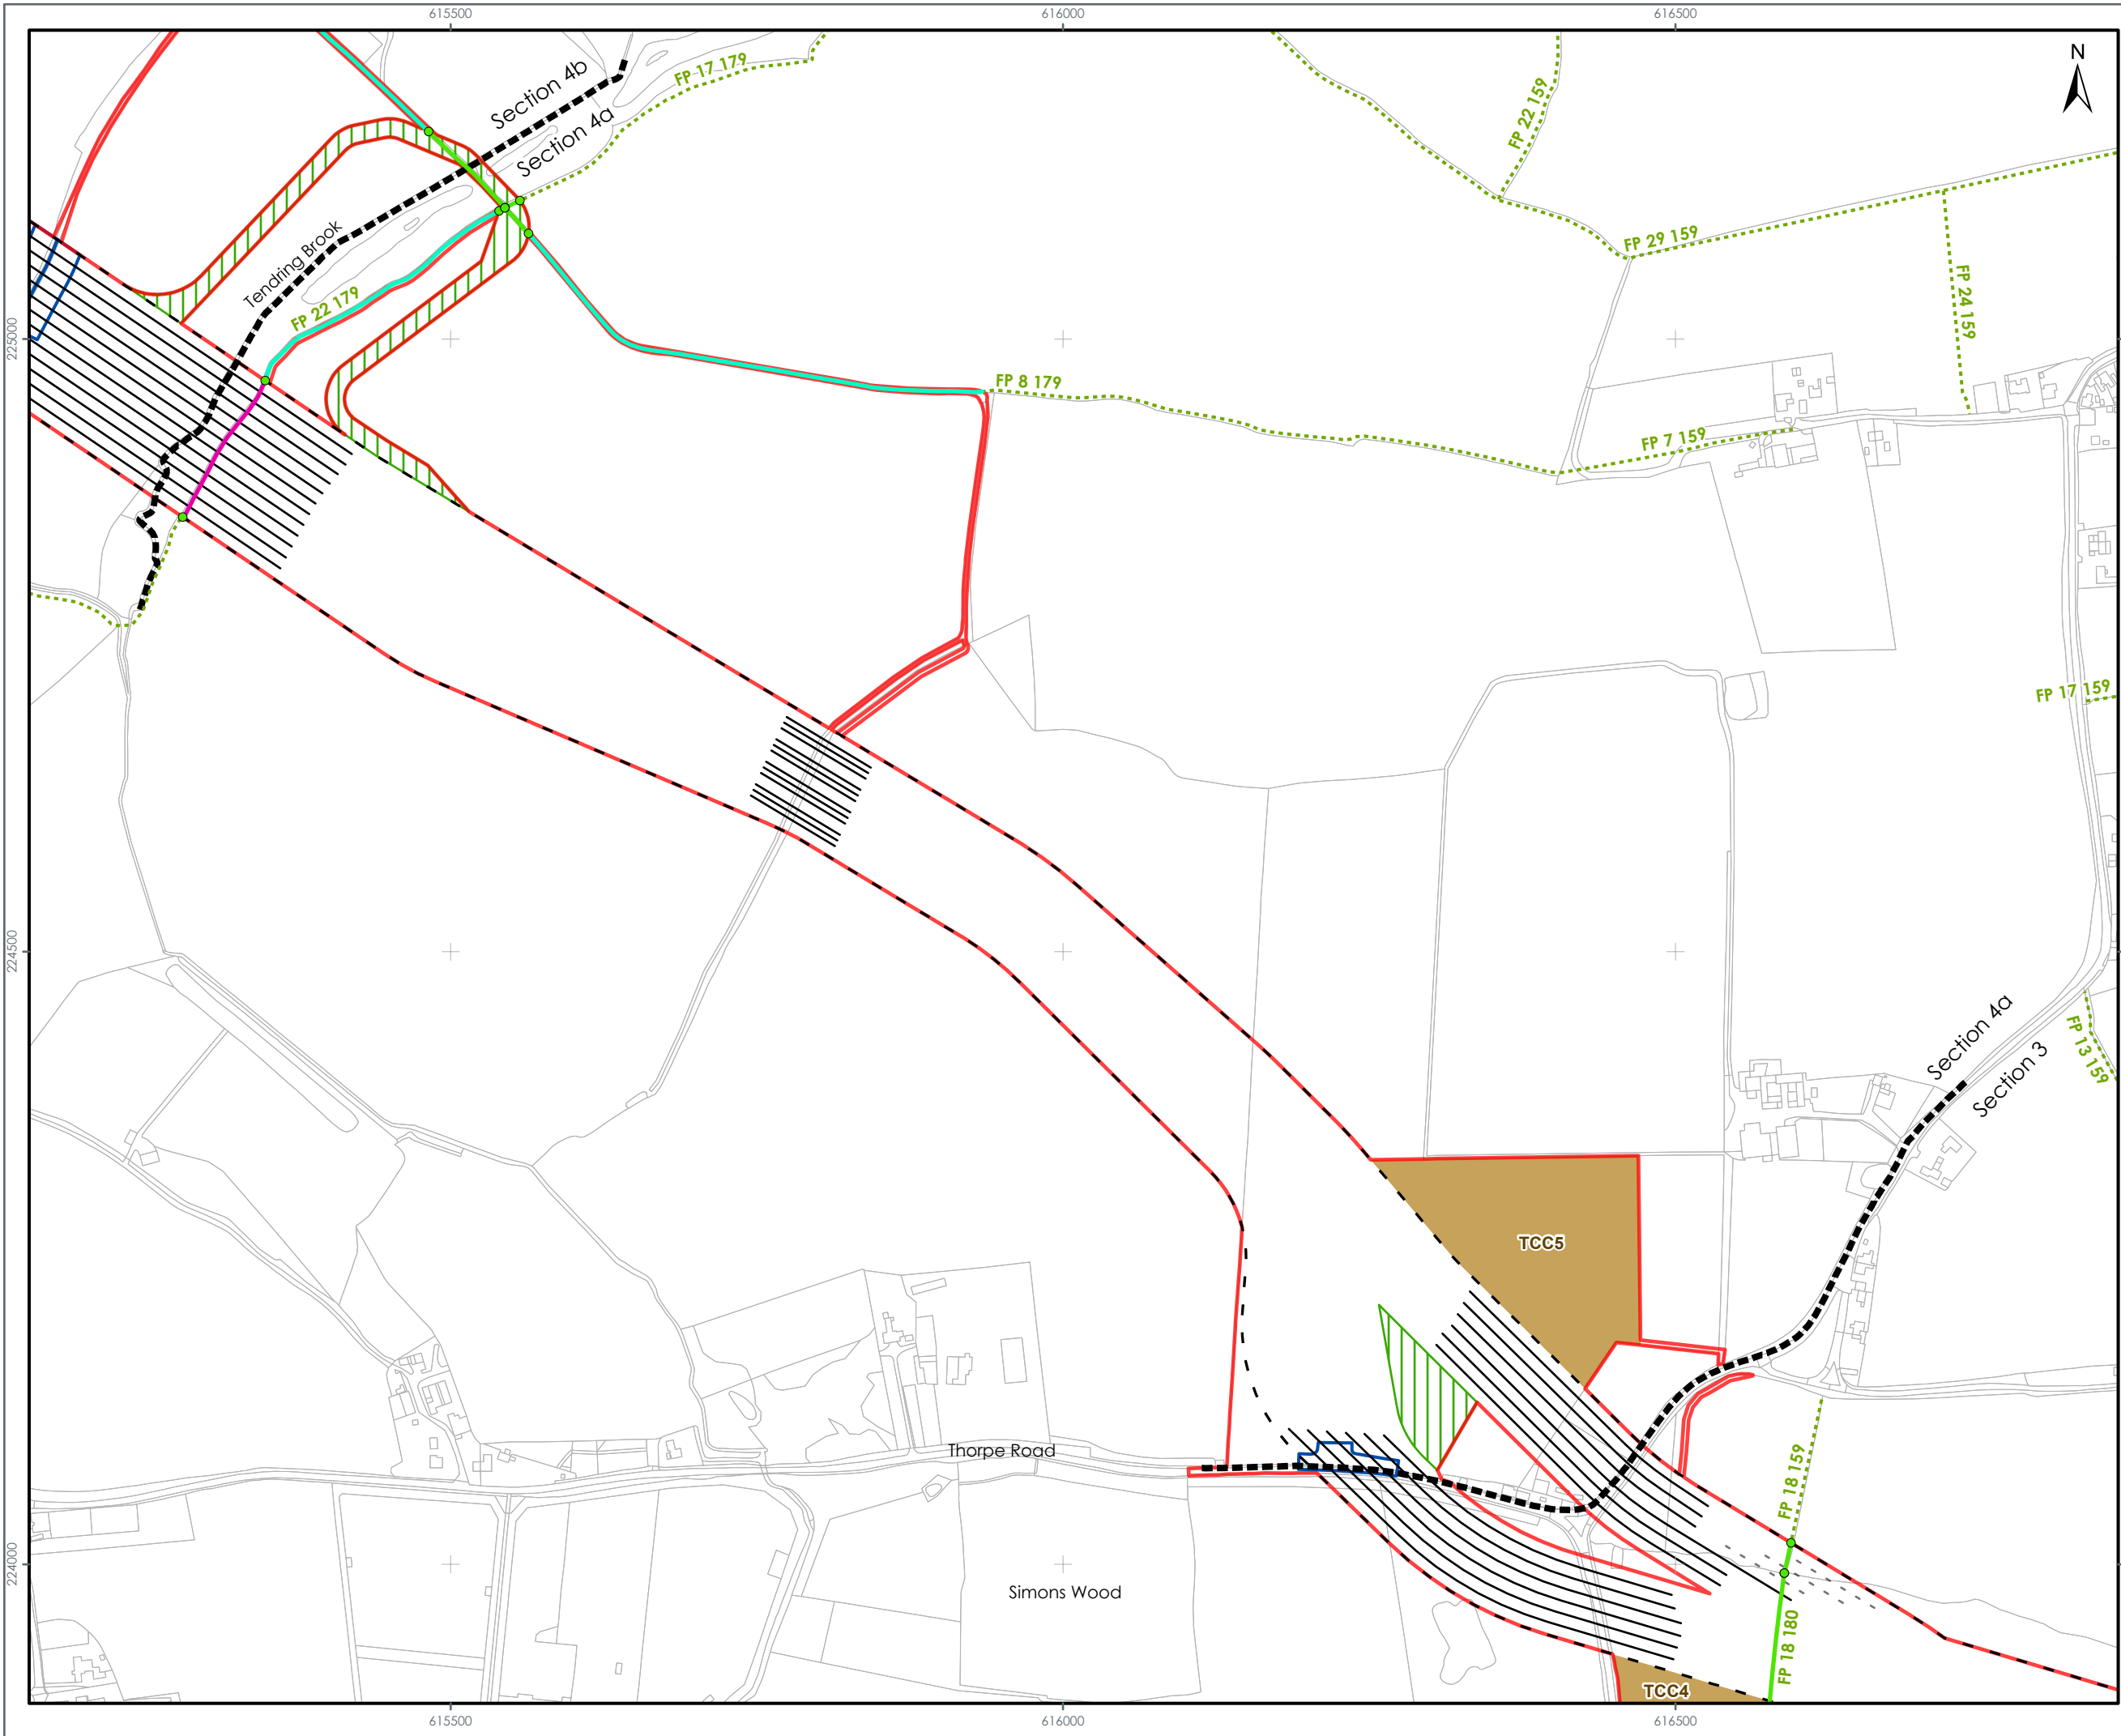 615500
616000
616500
N
Section 4b
FP 17 179
Section 4a
FP 22 159
Tendring Brook
FP 29 159
FP 22 179
FP 24 159
225000
FP 8 179
FP 7 159
FP 17 159
224500
Section 4a
FP 13 159
Section 3
TCC5
Thorpe Road
FP 18 159
224000
Simons Wood
FP 18 180
TCC4
615500
616000
616500